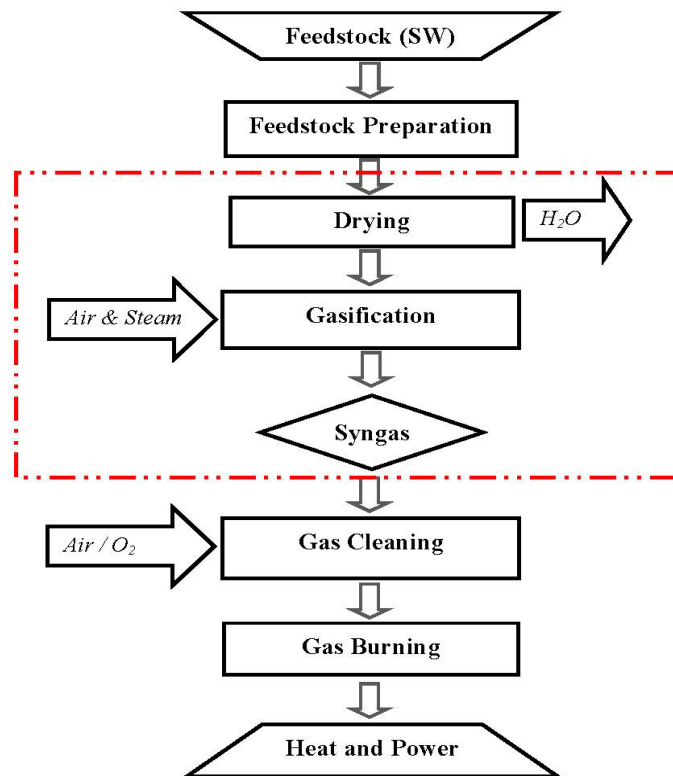 Feedstock (SW)
Feedstock Preparation
Drying
H₂O
Air & Steam
Gasification
Syngas
Air / O₂
Gas Cleaning
Gas Burning
Heat and Power